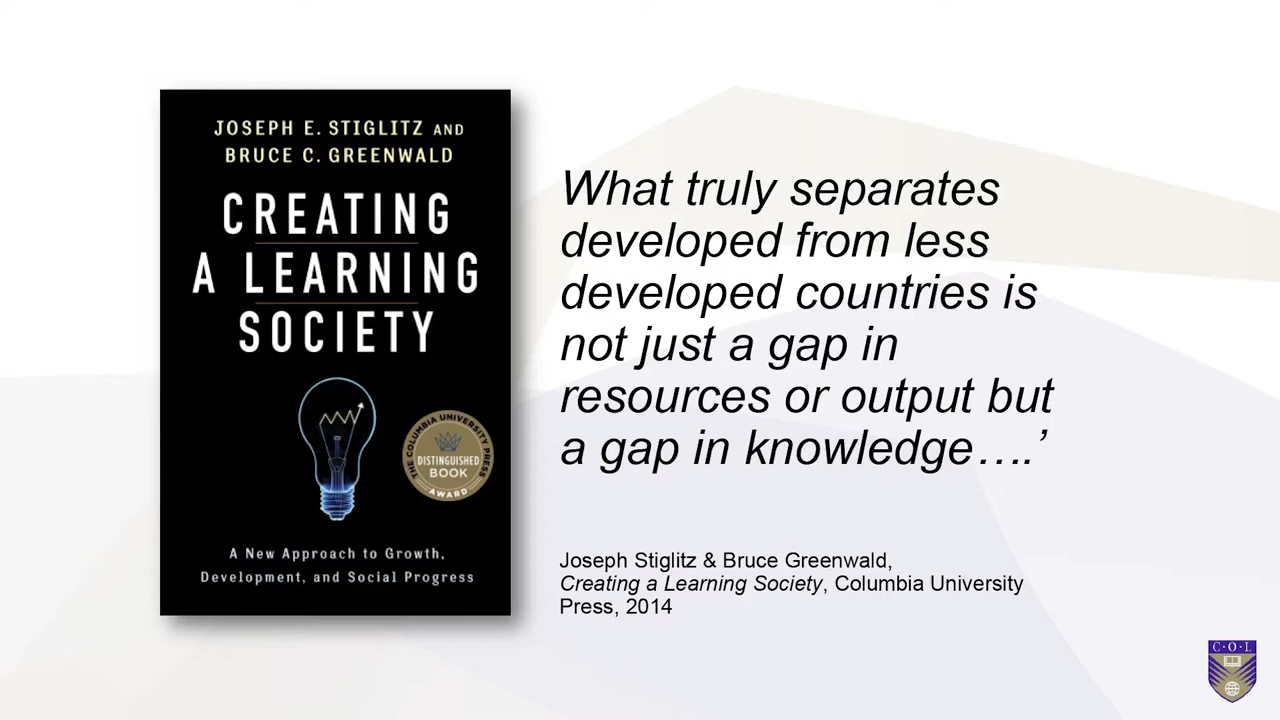 JOSEPH E. STIGLITZ AND
BRUCE C. GREENWALD
CREATING
A LEARNING
SOCIETY
THE COLUMBIA UNIVERSITY PRESS
DISTINGUISHED
BOOK
AWARD
A New Approach to Growth,
Development, and Social Progress
What truly separates
developed from less
developed countries is
not just a gap in
resources or output but
a gap in knowledge….’
Joseph Stiglitz & Bruce Greenwald,
Creating a Learning Society, Columbia University
Press, 2014
C·O·L